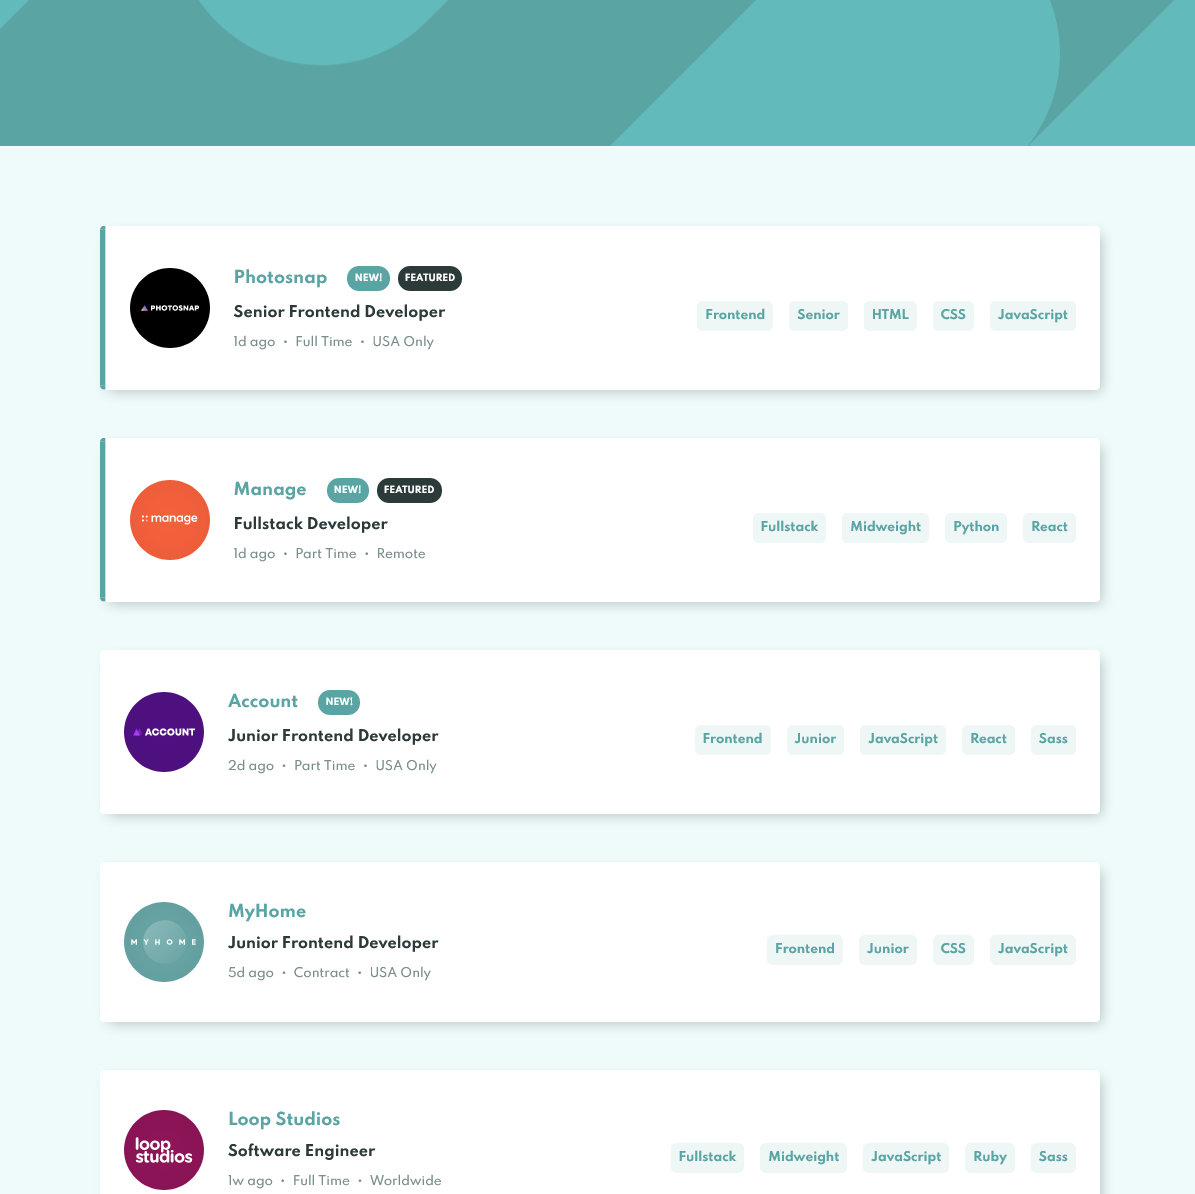 PHOTOSNAP
Photosnap NEW! FEATURED
Senior Frontend Developer
1d ago • Full Time • USA Only
Frontend Senior HTML CSS JavaScript
:: manage
Manage NEW! FEATURED
Fullstack Developer
1d ago • Part Time • Remote
Fullstack Midweight Python React
ACCOUNT
Account NEW!
Junior Frontend Developer
2d ago • Part Time • USA Only
Frontend Junior JavaScript React Sass
MYHOME
MyHome
Junior Frontend Developer
5d ago • Contract • USA Only
Frontend Junior CSS JavaScript
loop
studios
Loop Studios
Software Engineer
1w ago • Full Time • Worldwide
Fullstack Midweight JavaScript Ruby Sass